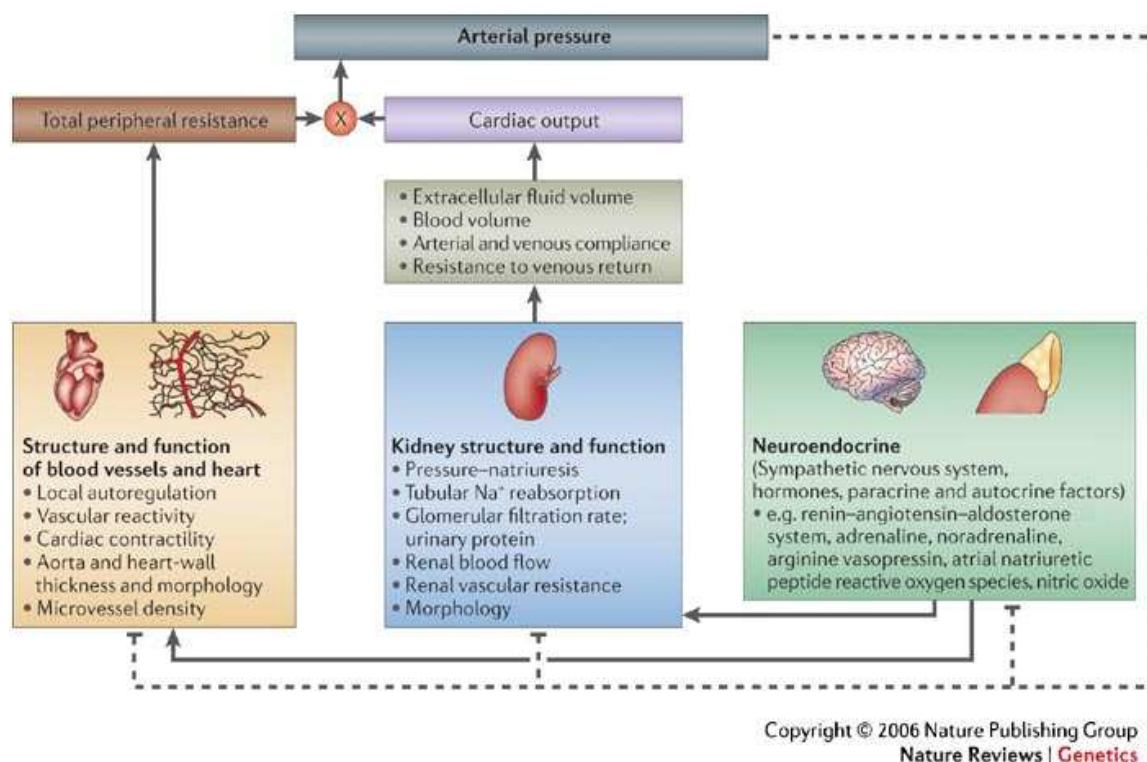 Arterial pressure
Total peripheral resistance
X
Cardiac output
• Extracellular fluid volume
• Blood volume
• Arterial and venous compliance
• Resistance to venous return
Structure and function
of blood vessels and heart
• Local autoregulation
• Vascular reactivity
• Cardiac contractility
• Aorta and heart-wall
thickness and morphology
• Microvessel density
Kidney structure and function
• Pressure–natriuresis
• Tubular Na⁺ reabsorption
• Glomerular filtration rate;
urinary protein
• Renal blood flow
• Renal vascular resistance
• Morphology
Neuroendocrine
(Sympathetic nervous system,
hormones, paracrine and autocrine factors)
• e.g. renin–angiotensin–aldosterone
system, adrenaline, noradrenaline,
arginine vasopressin, atrial natriuretic
peptide reactive oxygen species, nitric oxide
Copyright © 2006 Nature Publishing Group
Nature Reviews | Genetics